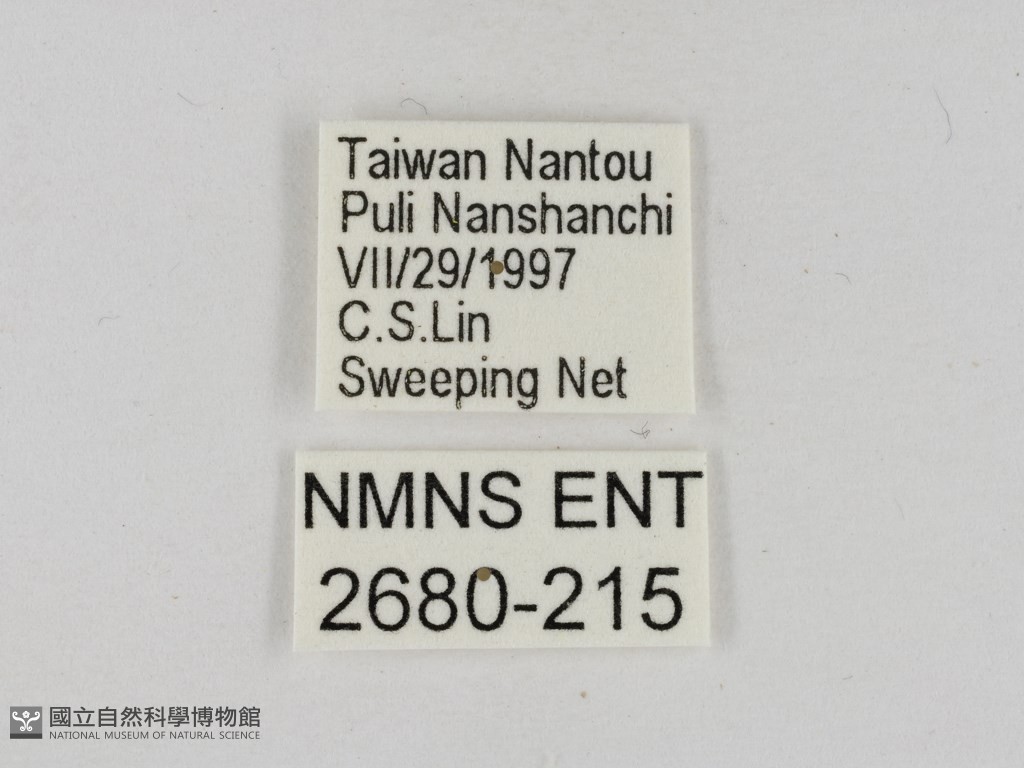 Taiwan Nantou
Puli Nanshanchi
VII/29/1997
C.S.Lin
Sweeping Net
NMNS ENT
2680-215
國立自然科學博物館
NATIONAL MUSEUM OF NATURAL SCIENCE